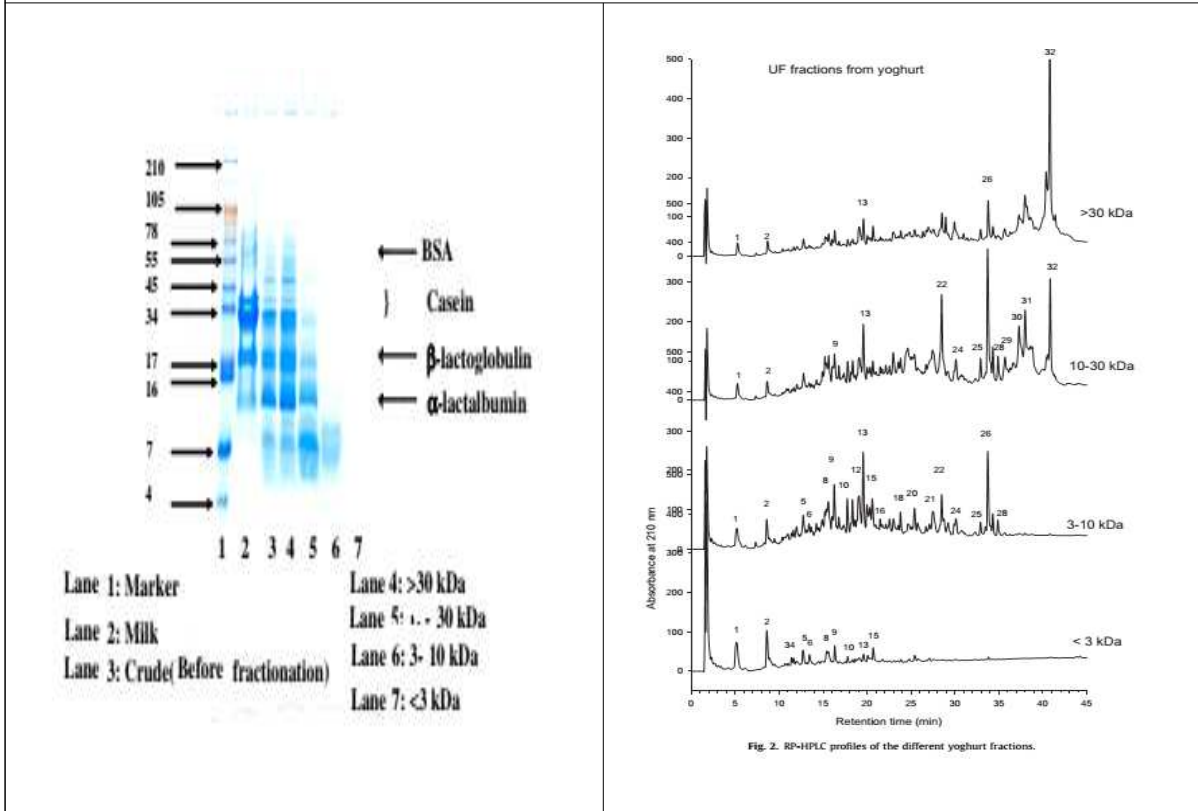 210
105
78
55
45
34
17
16
7
4
BSA
} Casein
β-lactoglobulin
α-lactalbumin
1 2 3 4 5 6 7
Lane 1: Marker
Lane 2: Milk
Lane 3: Crude( Before fractionation)
Lane 4: >30 kDa
Lane 5: 30 kDa
Lane 6: 3- 10 kDa
Lane 7: <3 kDa
UF fractions from yoghurt
500
400
300
200
100
0
1 2 13 26 32
>30 kDa
500
400
300
200
100
0
1 2 9 13 22 24 25 28 29 30 31 32
10-30 kDa
500
400
300
200
100
0
1 2 5 6 8 9 10 12 13 15 16 18 20 21 22 24 25 26 28
3-10 kDa
300
200
100
0
1 2 34 5 6 8 9 10 13 15
< 3 kDa
Absorbance at 210 nm
0 5 10 15 20 25 30 35 40 45
Retention time (min)
Fig. 2. RP-HPLC profiles of the different yoghurt fractions.